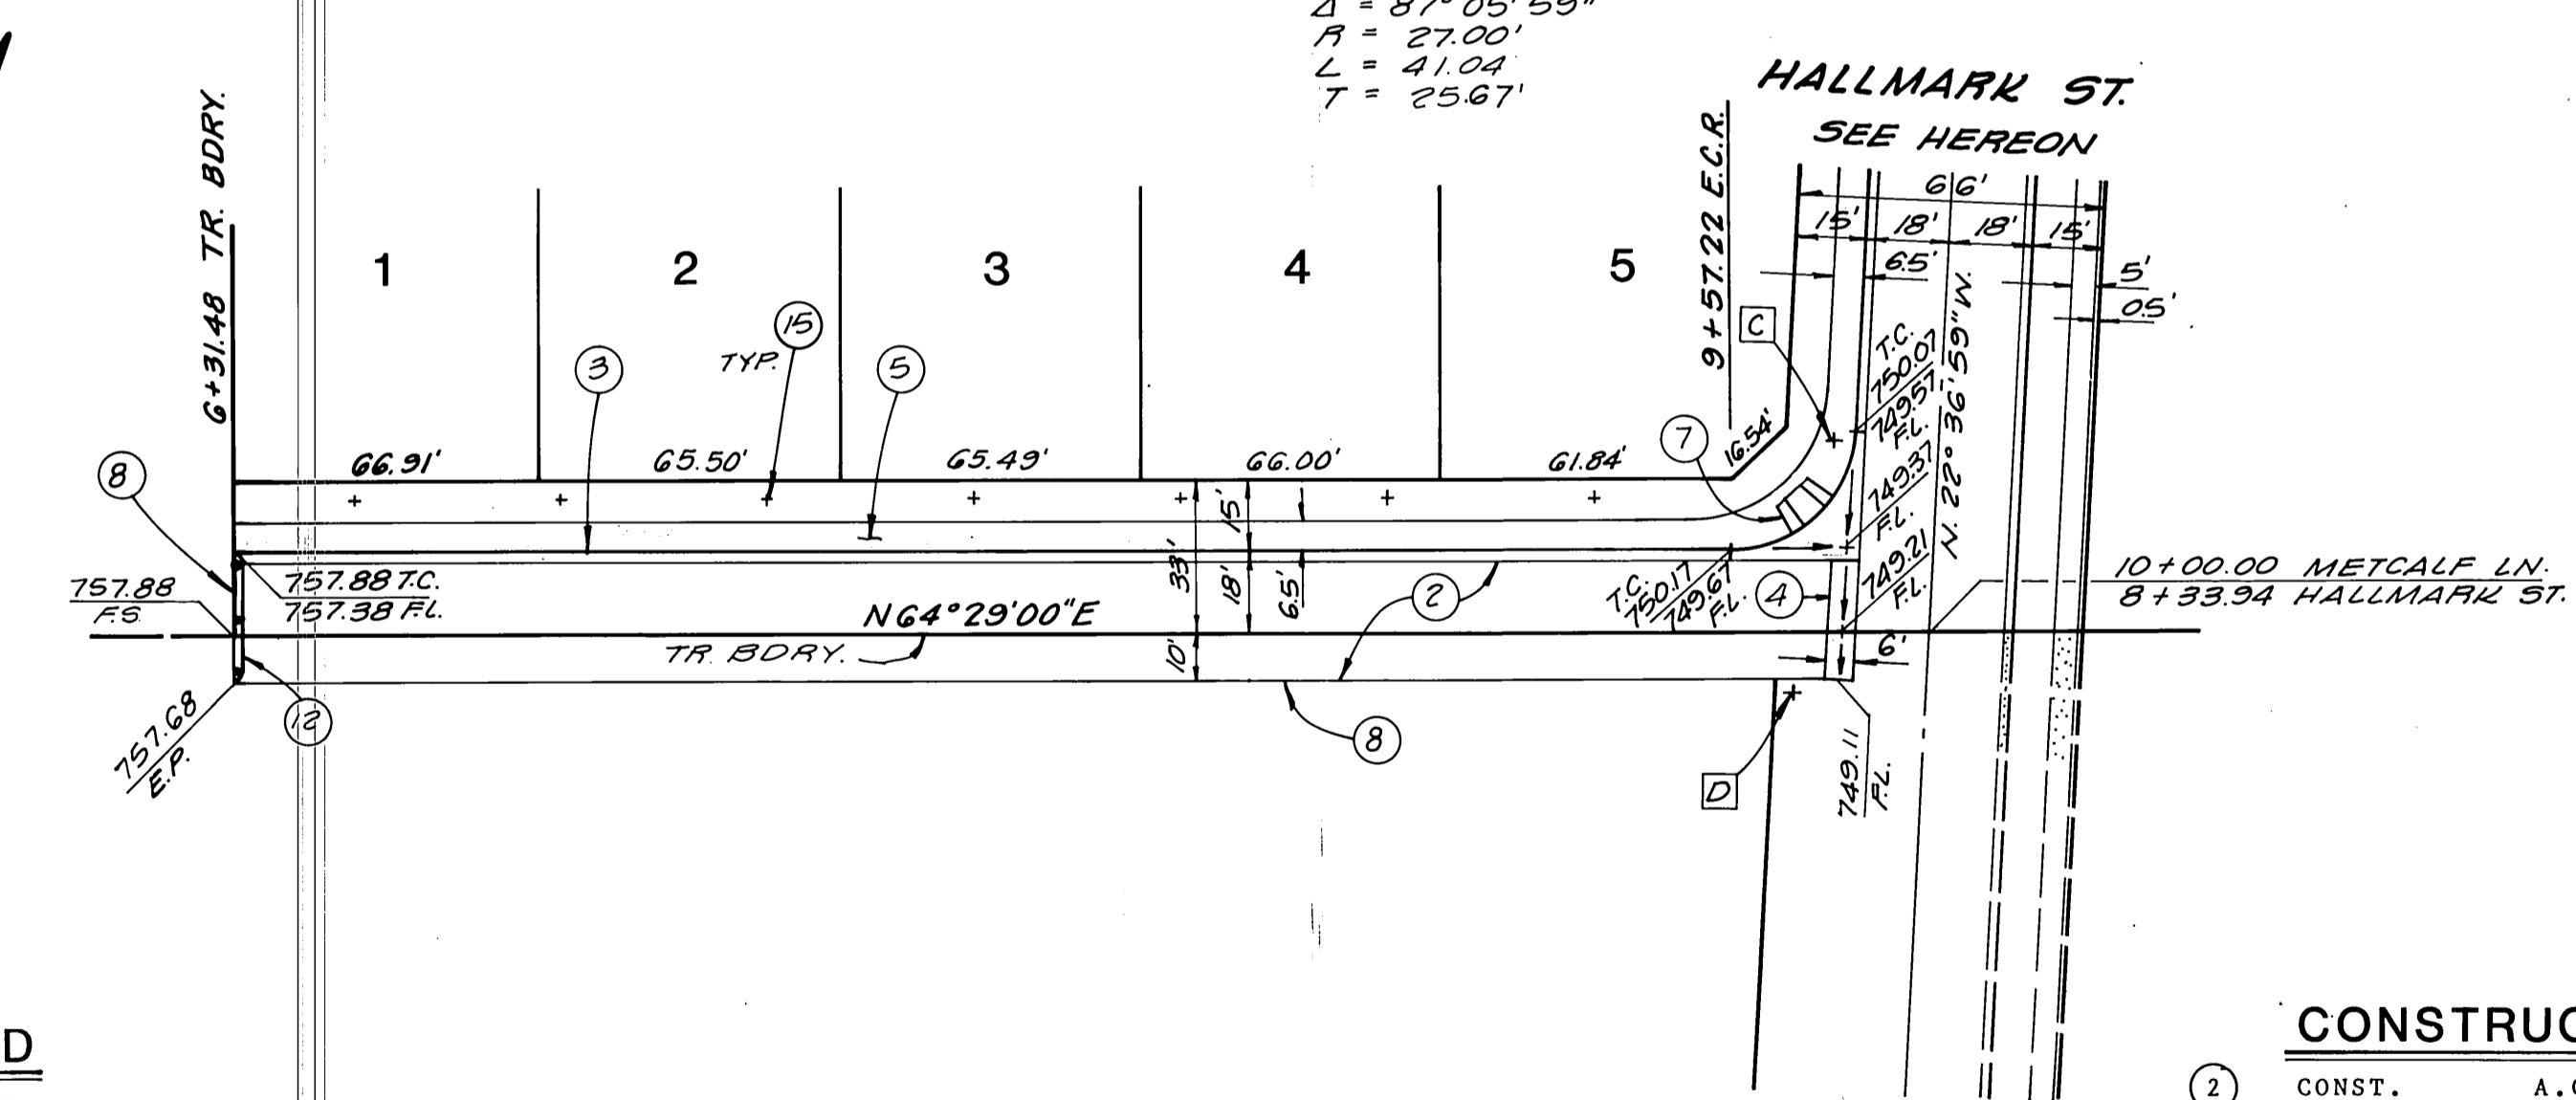 Δ = 87° 05' 59"
R = 27.00'
L = 41.04
T = 25.67'
HALLMARK ST.
SEE HEREON
6+31.48 TR. BDRY.
9+57.22 E.C.R.
66'
15' 18' 18' 15'
6.5'
5'
0.5'
1 2 3 4 5
C
15
TYP.
3
5
7
8
66.91' 65.50' 65.49' 66.00' 61.84' 16.54'
T.C.
750.07
749.57
F.L.
749.37
F.L.
749.21
F.L.
N. 22° 36' 59" W.
15'
33'
18'
6.5'
10'
757.88
F.S.
757.88 T.C.
757.38 F.L.
N64°29'00"E
TR. BDRY.
2
T.C.
750.17
749.67
F.L.
4
6'
10+00.00 METCALF LN.
8+33.94 HALLMARK ST.
757.68
E.P.
12
8
D
749.11
F.L.
D
CONSTRUC
2 CONST. A.C